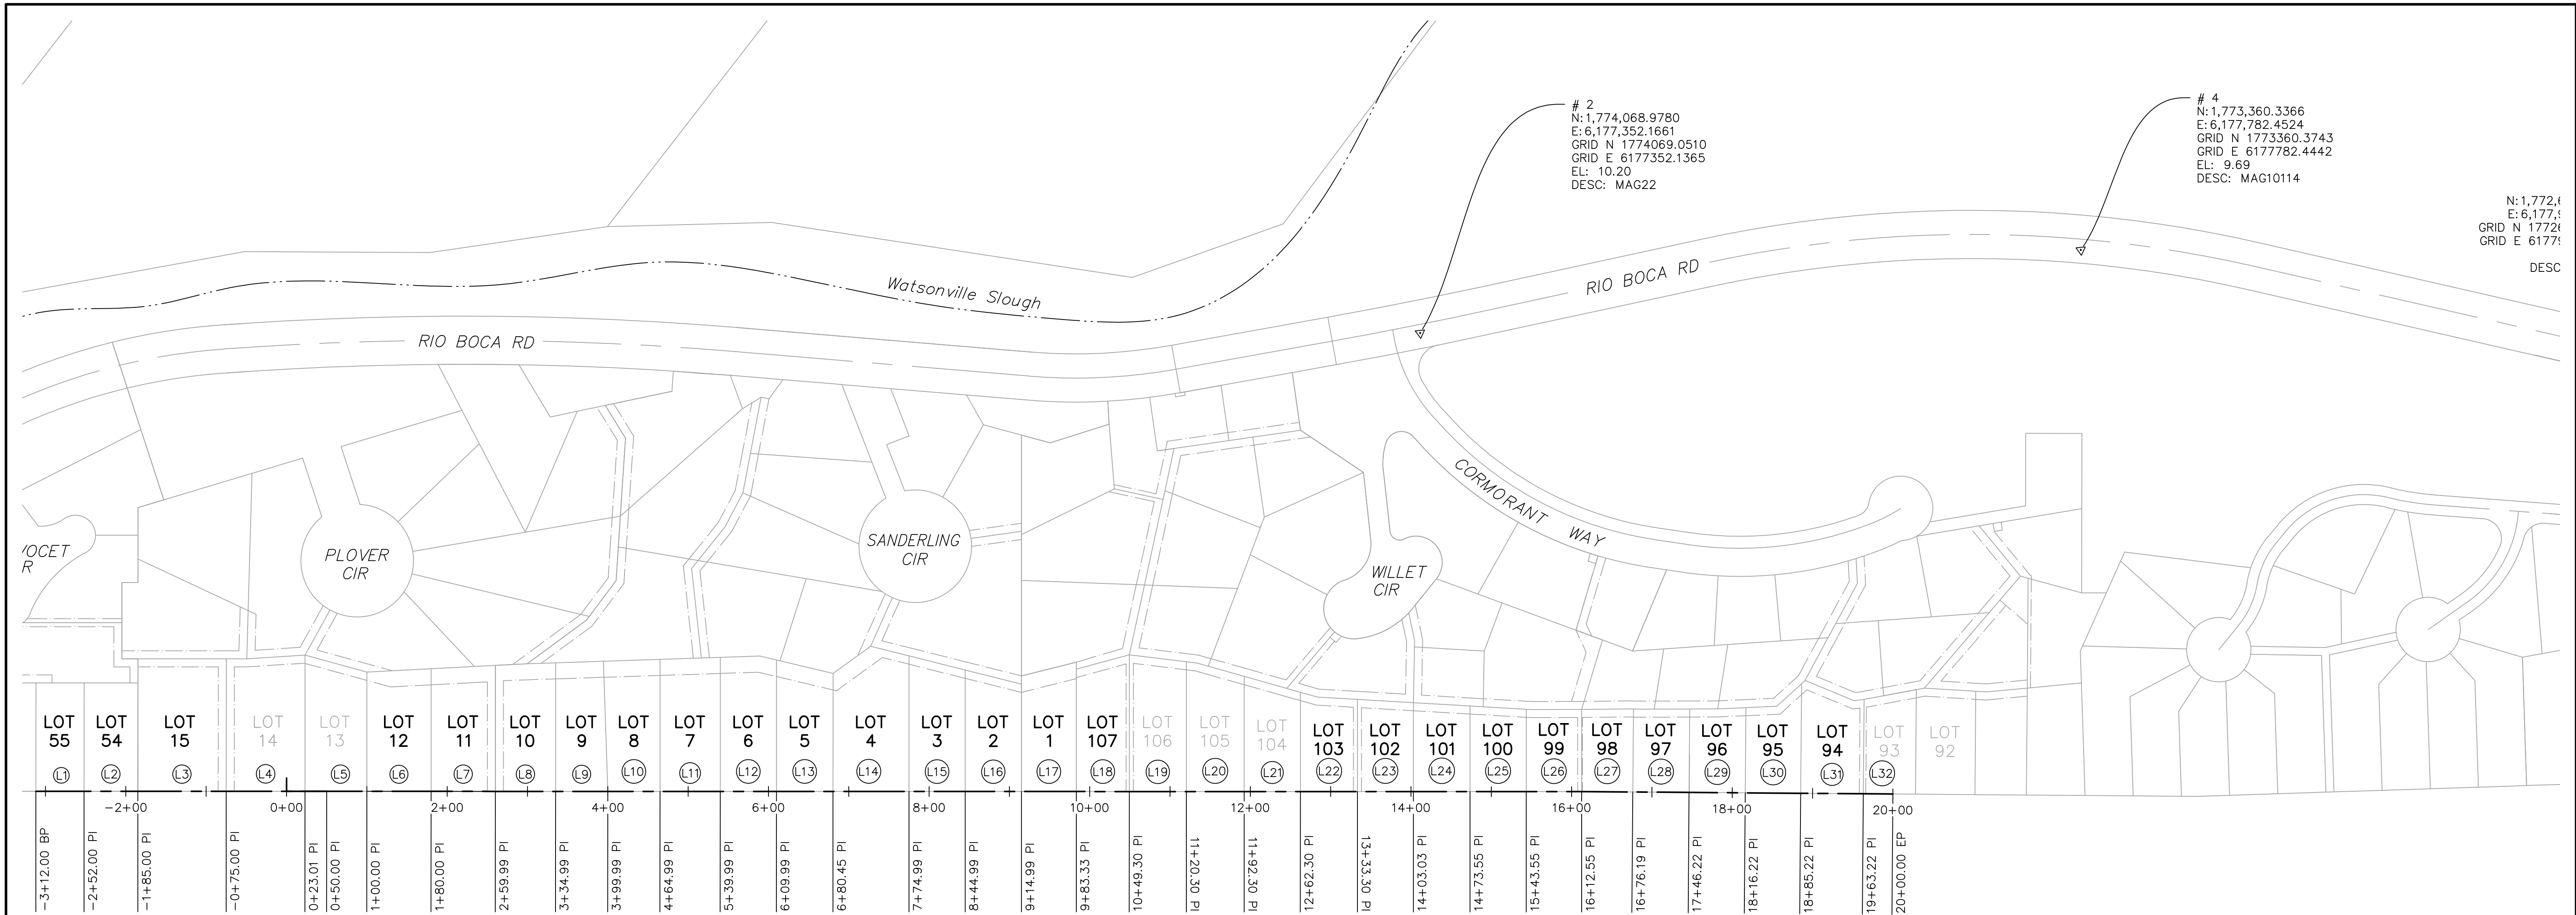 # 2
N:1,774,068.9780
E:6,177,352.1661
GRID N 1774069.0510
GRID E 6177352.1365
EL: 10.20
DESC: MAG22
# 4
N:1,773,360.3366
E:6,177,782.4524
GRID N 1773360.3743
GRID E 6177782.4442
EL: 9.69
DESC: MAG10114
N:1,772,
E:6,177,
GRID N 1772
GRID E 6177
DESC
Watsonville Slough
RIO BOCA RD
RIO BOCA RD
CORMORANT WAY
OCET
R
PLOVER
CIR
SANDERLING
CIR
WILLET
CIR
LOT
55
LOT
54
LOT
15
LOT
14
LOT
13
LOT
12
LOT
11
LOT
10
LOT
9
LOT
8
LOT
7
LOT
6
LOT
5
LOT
4
LOT
3
LOT
2
LOT
1
LOT
107
LOT
106
LOT
105
LOT
104
LOT
103
LOT
102
LOT
101
LOT
100
LOT
99
LOT
98
LOT
97
LOT
96
LOT
95
LOT
94
LOT
93
LOT
92
L1 L2 L3 L4 L5 L6 L7 L8 L9 L10 L11 L12 L13 L14 L15 L16 L17 L18 L19 L20 L21 L22 L23 L24 L25 L26 L27 L28 L29 L30 L31 L32
-2+00 0+00 2+00 4+00 6+00 8+00 10+00 12+00 14+00 16+00 18+00 20+00
-3+12.00 BP
-2+52.00 PI
-1+85.00 PI
-0+75.00 PI
0+23.01 PI
0+50.00 PI
1+00.00 PI
1+80.00 PI
2+59.99 PI
3+34.99 PI
3+99.99 PI
4+64.99 PI
5+39.99 PI
6+09.99 PI
6+80.45 PI
7+74.99 PI
8+44.99 PI
9+14.99 PI
9+83.33 PI
10+49.30 PI
11+20.30 PI
11+92.30 PI
12+62.30 PI
13+33.30 PI
14+03.03 PI
14+73.55 PI
15+43.55 PI
16+12.55 PI
16+76.19 PI
17+46.22 PI
18+16.22 PI
18+85.22 PI
19+63.22 PI
20+00.00 EP